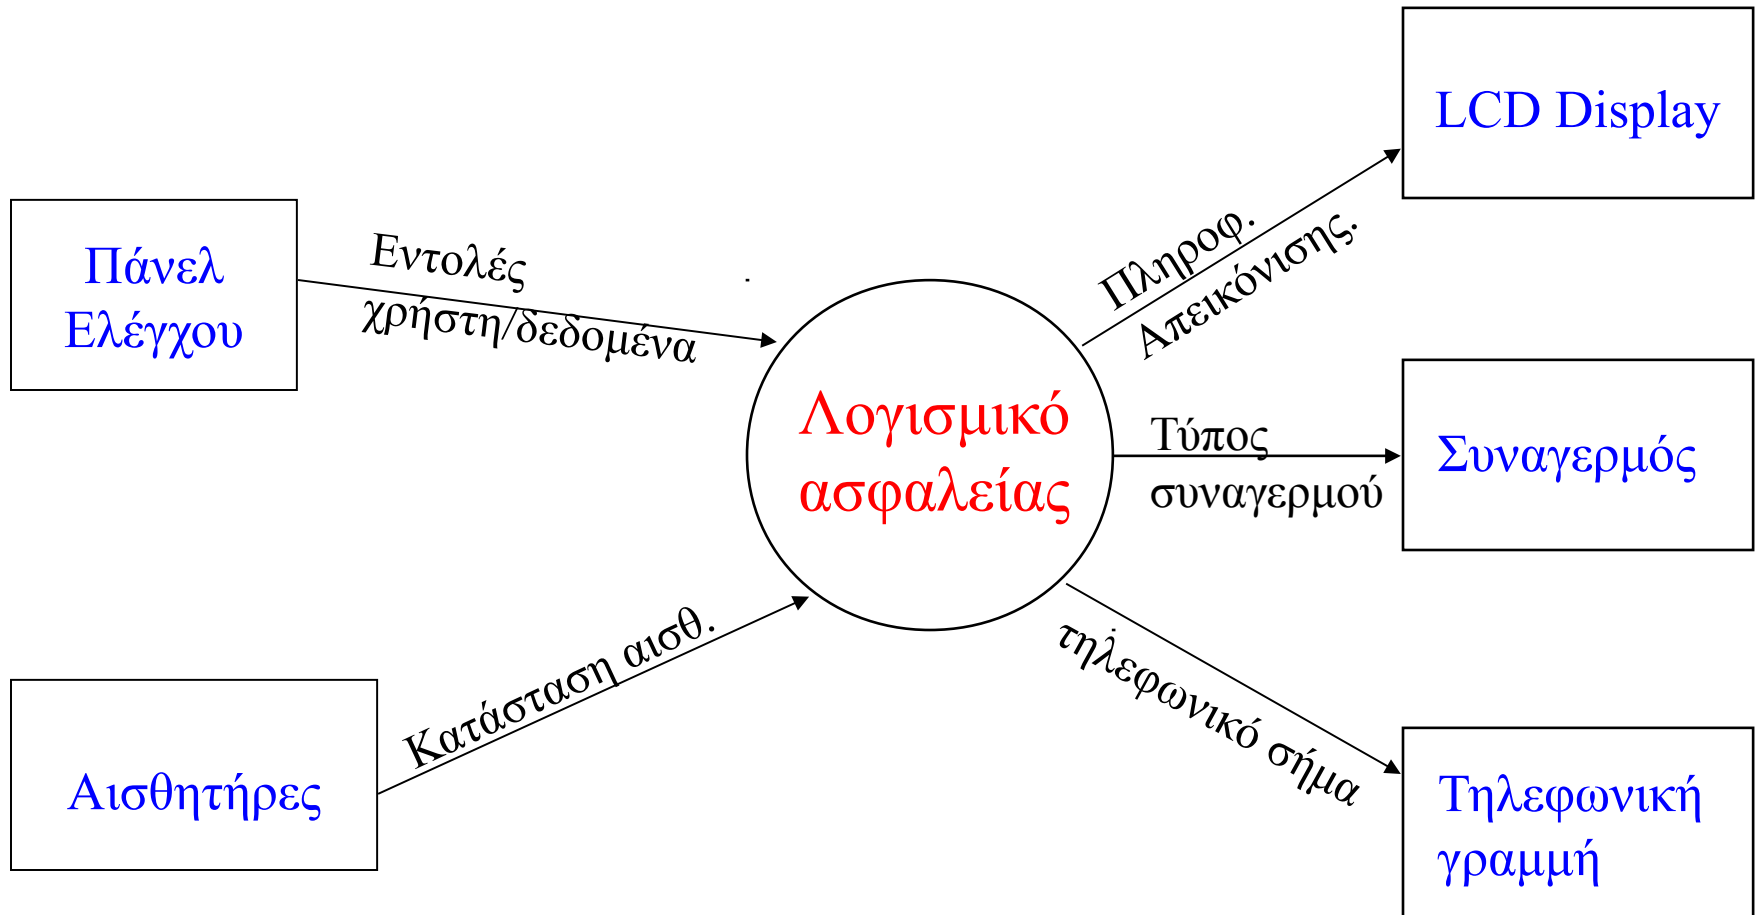 LCD Display
Πάνελ
Ελέγχου
Εντολές
χρήστη/δεδομένα
Πληροφ.
Απεικόνισης.
Λογισμικό
ασφαλείας
Τύπος
συναγερμού
Συναγερμός
Κατάσταση αισθ.
Αισθητήρες
τηλεφωνικό σήμα
Τηλεφωνική
γραμμή